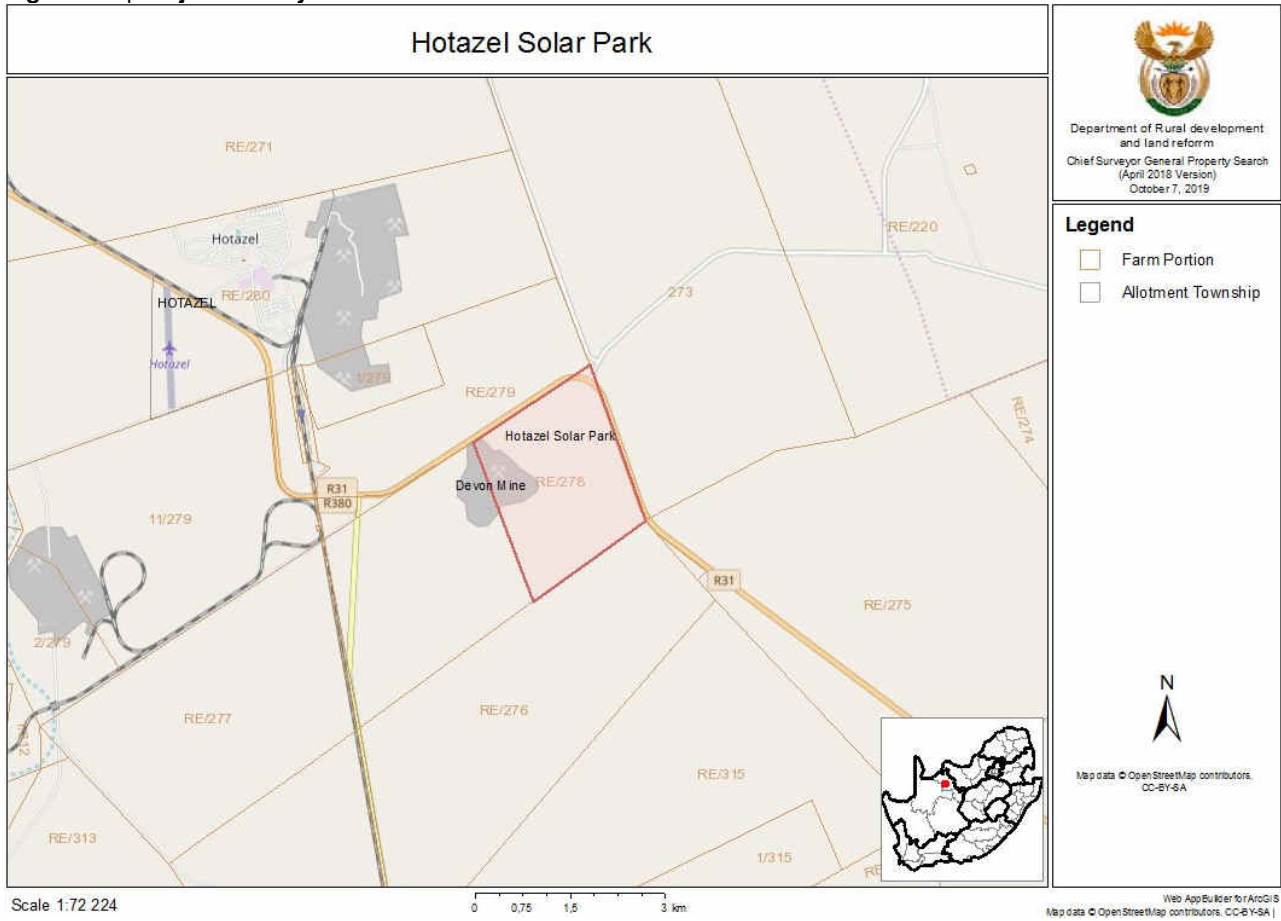 Hotazel Solar Park
Department of Rural development
and land reform
Chief Surveyor General Property Search
(April 2018 Version)
October 7, 2019
Legend
Farm Portion
Allotment Township
RE/271
Hotazel
RE/280
HOTAZEL
Hotazel
1/279
RE/279
273
RE/220
RE/274
Hotazel Solar Park
RE/278
Devon Mine
R31
R380
11/279
2/279
R31
RE/275
RE/277
RE/276
RE/315
RE/313
1/315
N
Map data © OpenStreetMap contributors,
CC-BY-SA
Scale 1:72 224
0 0,75 1,5 3 km
Web AppBuilder for ArcGIS
Map data © OpenStreetMap contributors, CC-BY-SA |